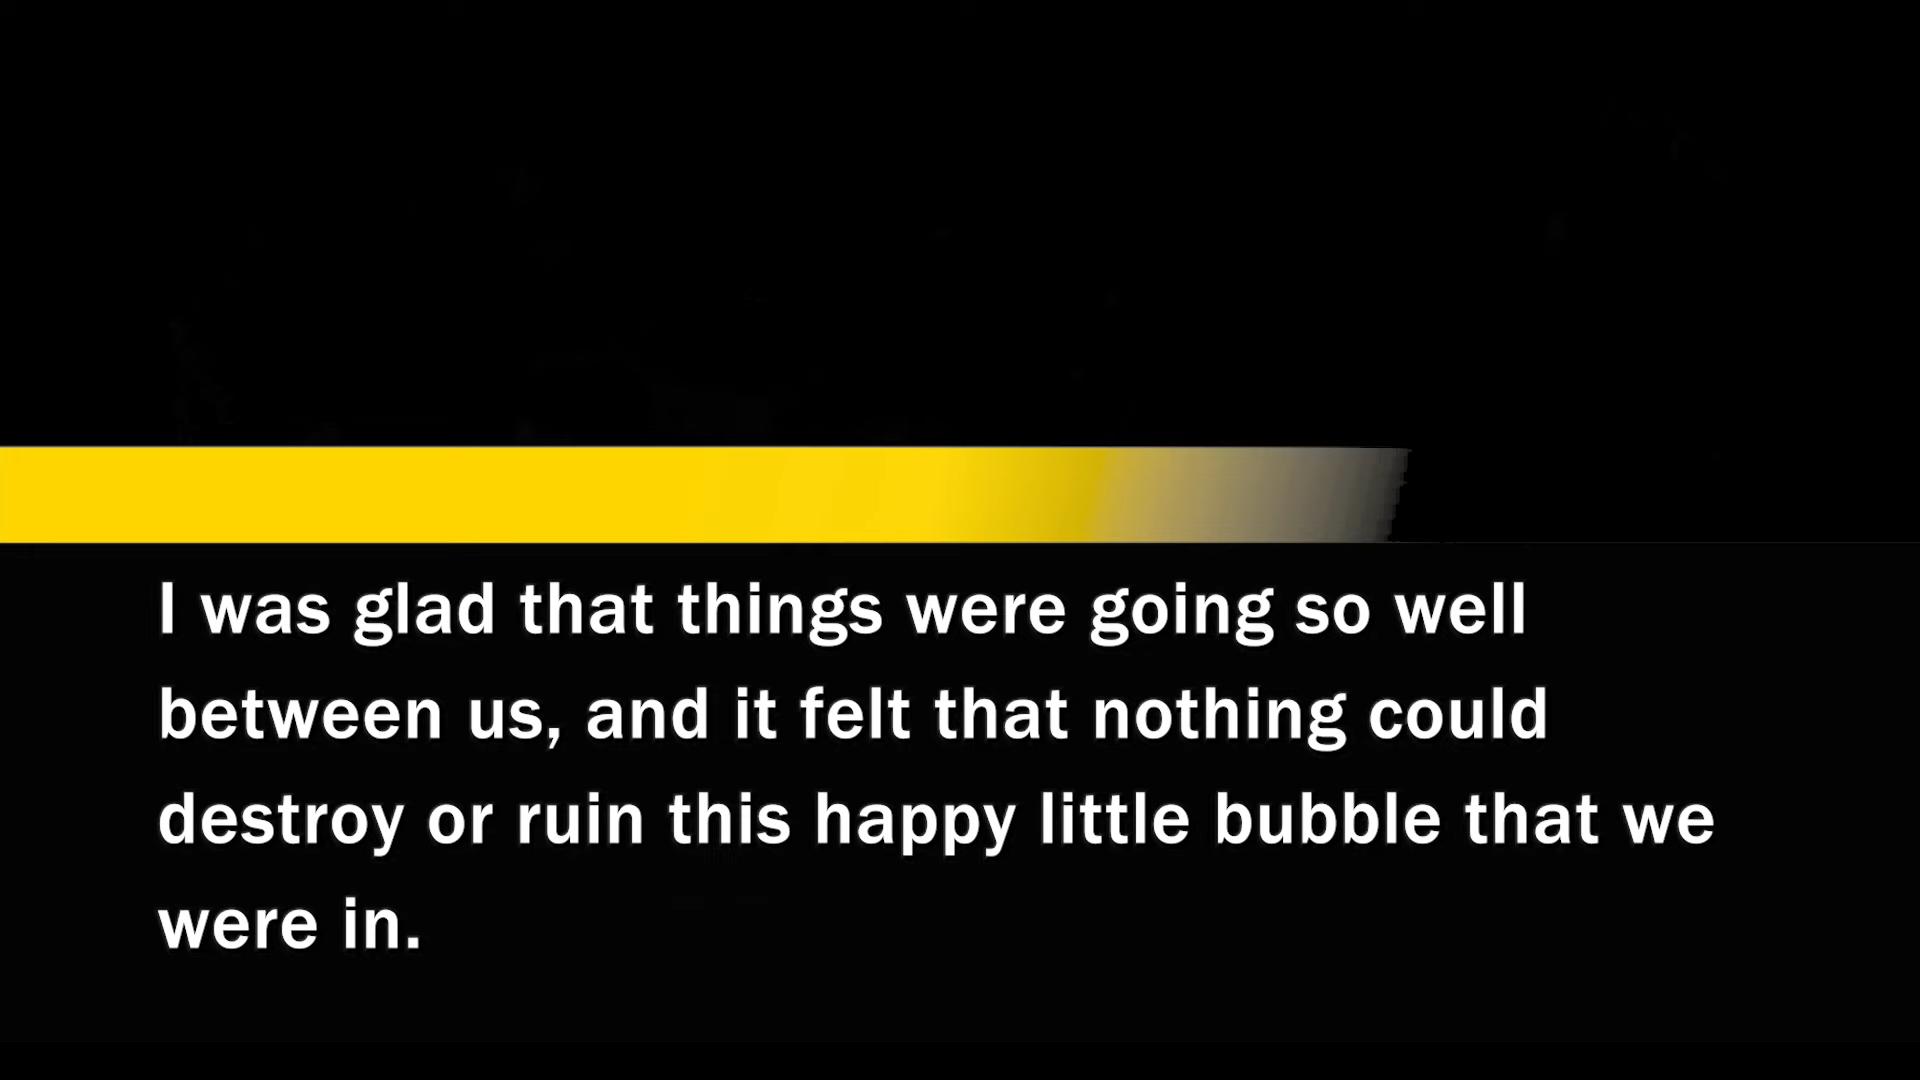 I was glad that things were going so well
between us, and it felt that nothing could
destroy or ruin this happy little bubble that we
were in.